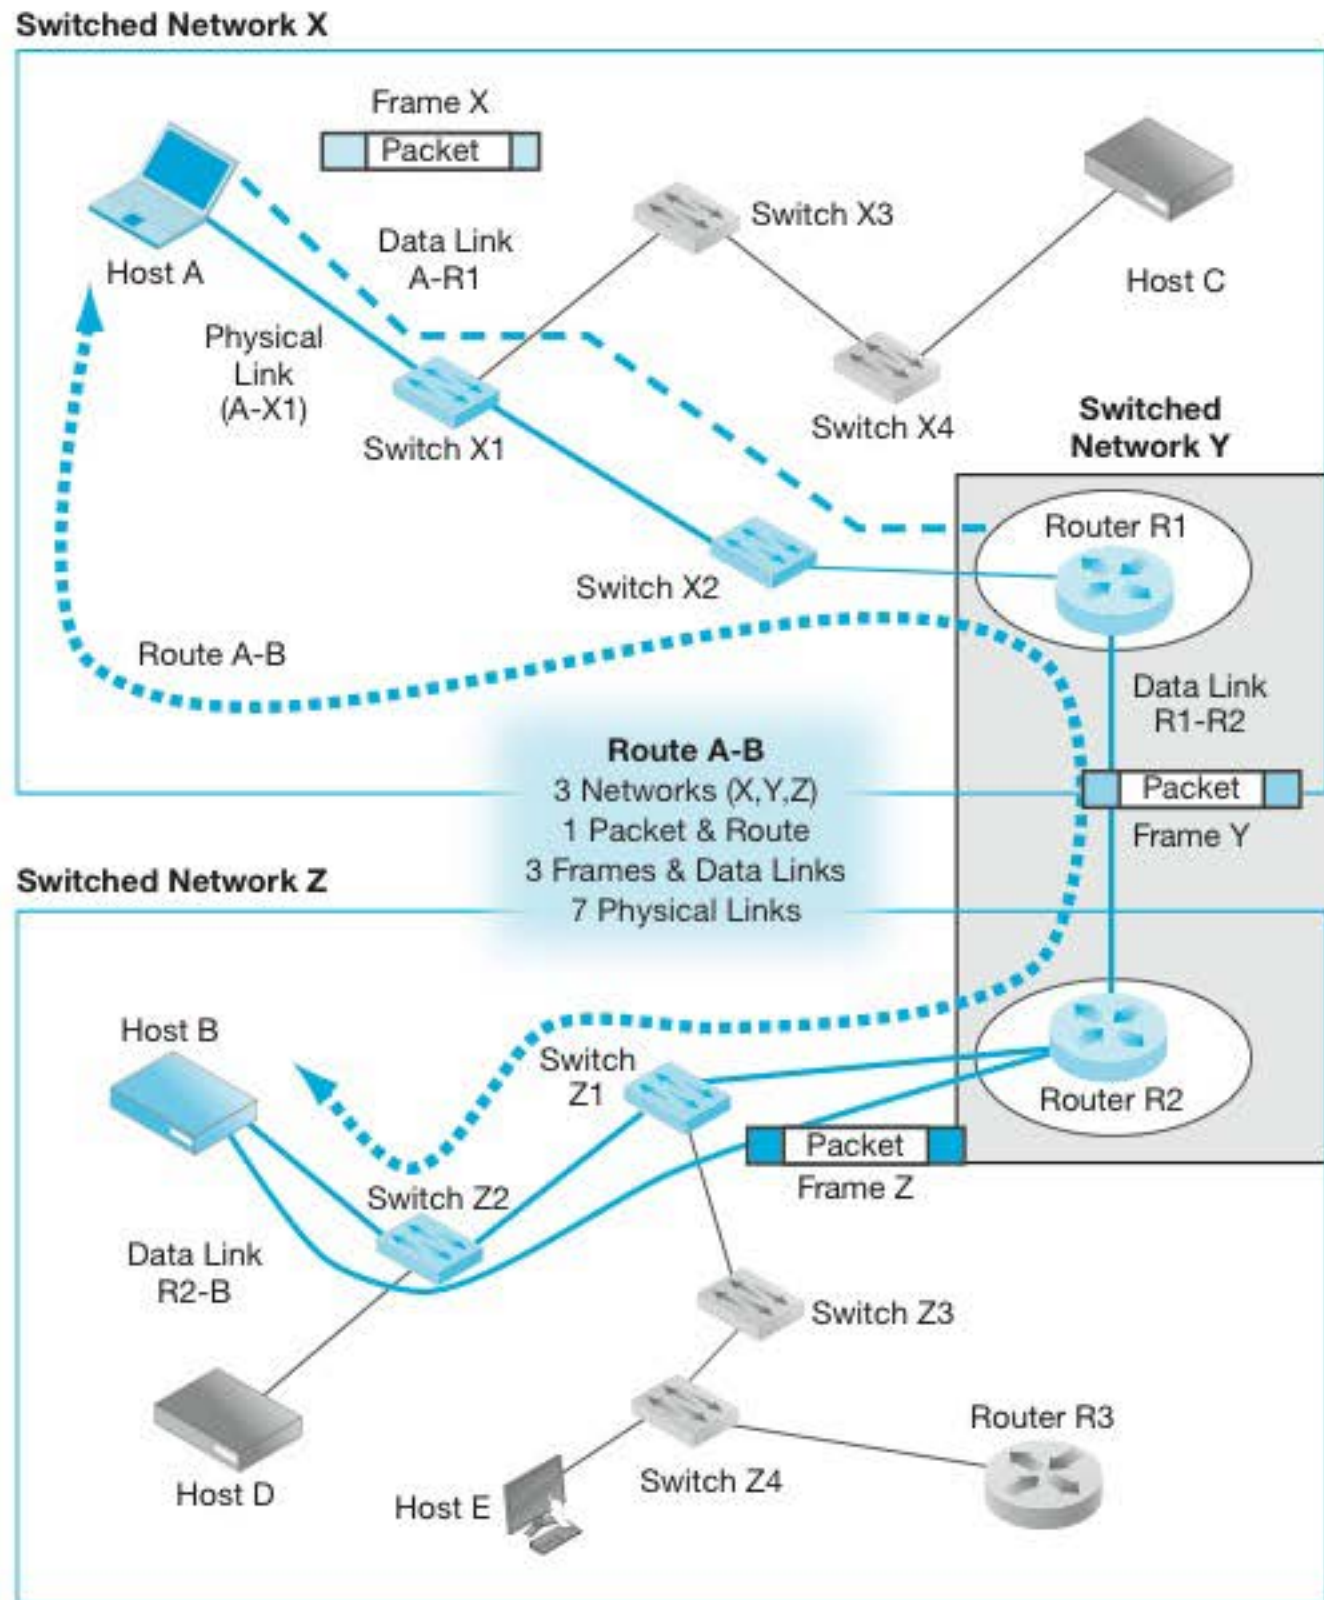 Switched Network X
Frame X
Packet
Host A
Data Link
A-R1
Switch X3
Host C
Physical
Link
(A-X1)
Switch X1
Switch X4
Switched
Network Y
Router R1
Switch X2
Route A-B
Data Link
R1-R2
Route A-B
3 Networks (X,Y,Z)
1 Packet & Route
3 Frames & Data Links
7 Physical Links
Packet
Frame Y
Switched Network Z
Host B
Switch
Z1
Router R2
Packet
Frame Z
Switch Z2
Data Link
R2-B
Switch Z3
Host D
Host E
Switch Z4
Router R3